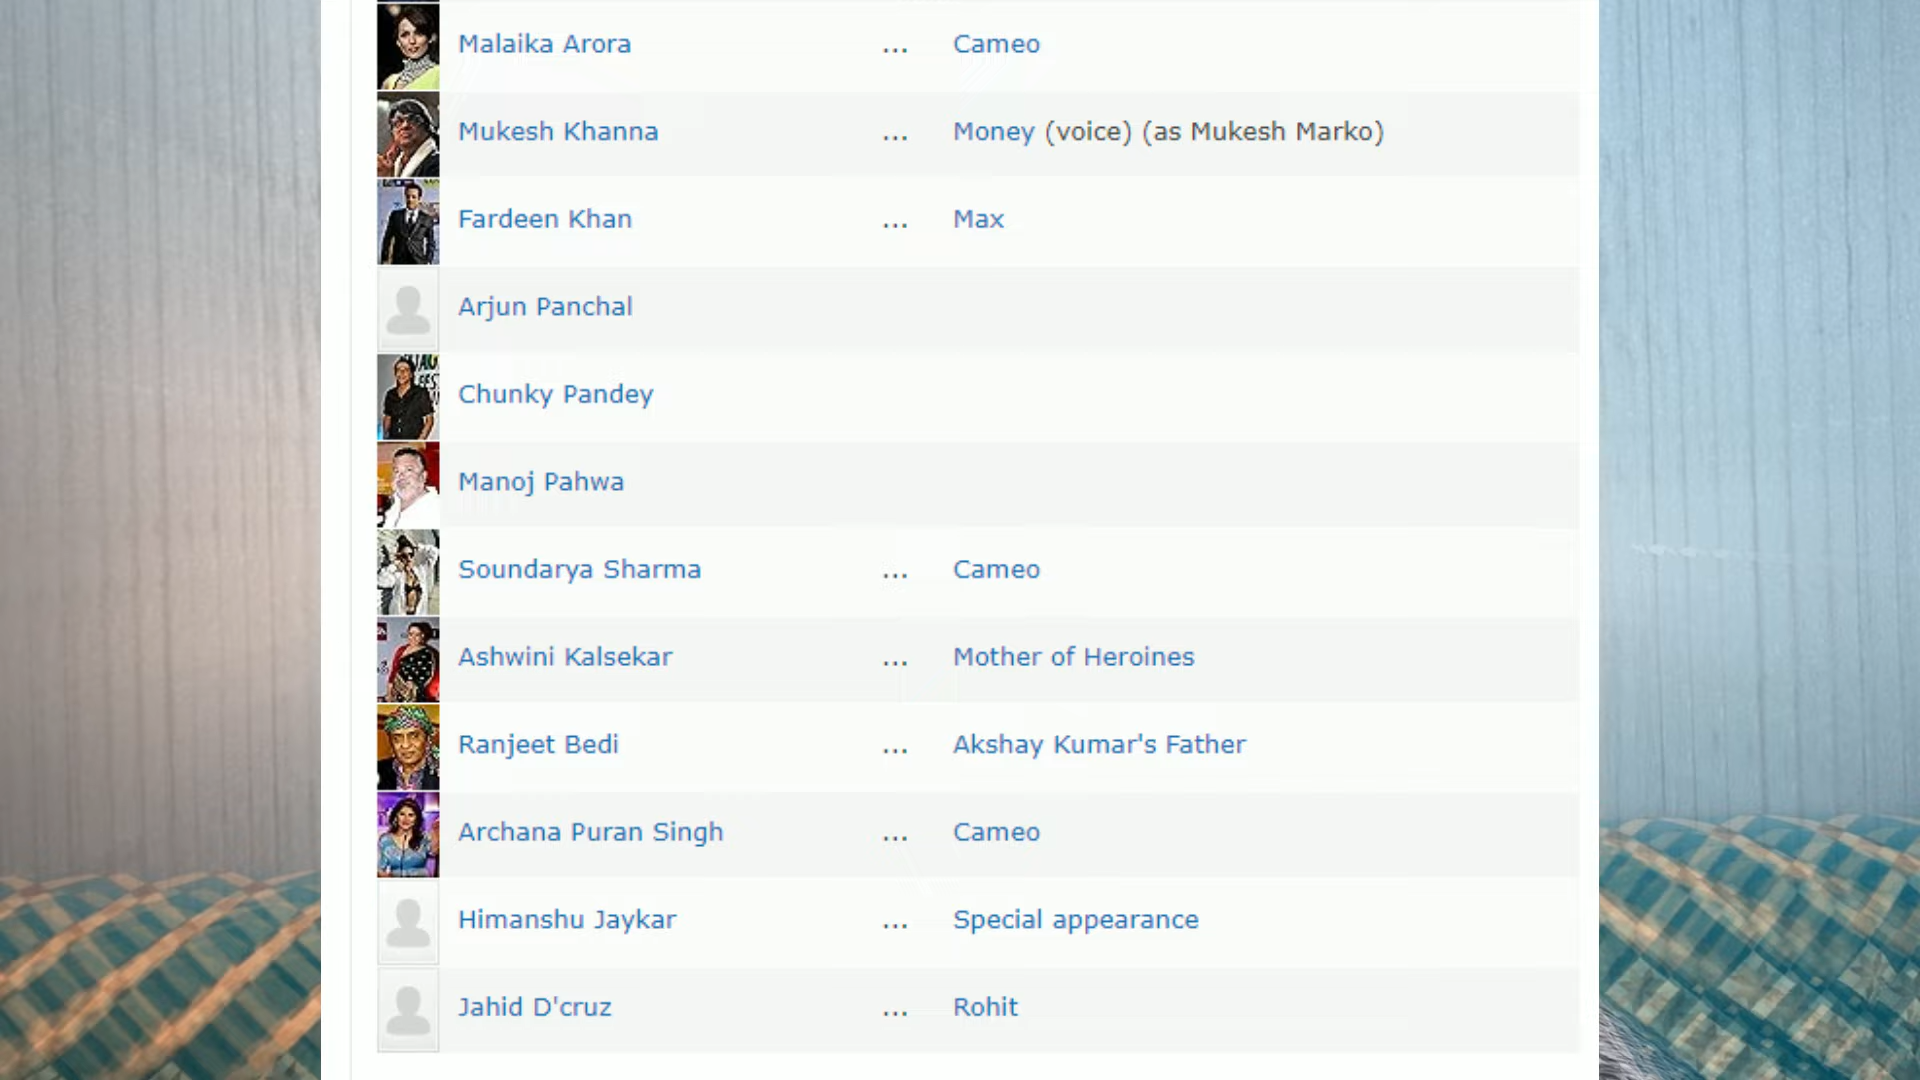 Malaika Arora ... Cameo
Mukesh Khanna ... Money (voice) (as Mukesh Marko)
Fardeen Khan ... Max
Arjun Panchal
Chunky Pandey
Manoj Pahwa
Soundarya Sharma ... Cameo
Ashwini Kalsekar ... Mother of Heroines
Ranjeet Bedi ... Akshay Kumar's Father
Archana Puran Singh ... Cameo
Himanshu Jaykar ... Special appearance
Jahid D'cruz ... Rohit